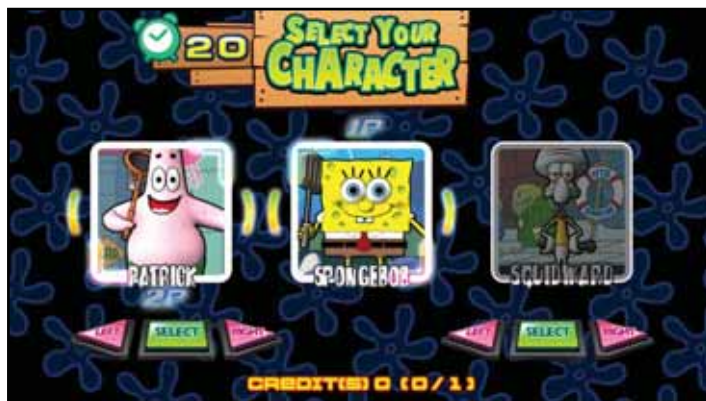 20
SELECT YOUR
CHARACTER
1P
PATRICK
SPONGEBOB
SQUIDWARD
2P
LEFT SELECT RIGHT
LEFT SELECT RIGHT
CREDIT(S) 0 (0/1)